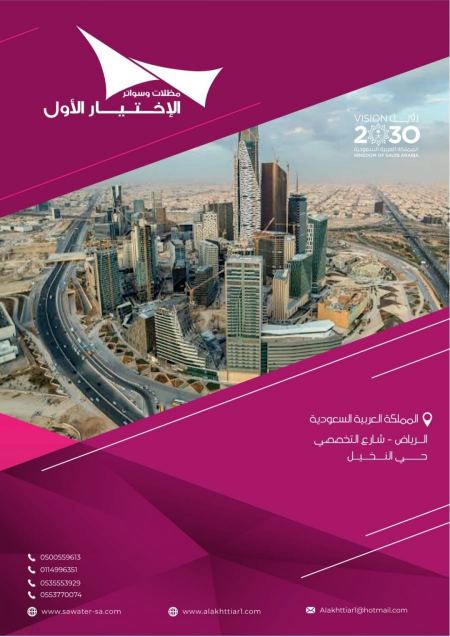 مظلات وسواتر
الإختيار الأول
VISION رؤية
2030
المملكة العربية السعودية
KINGDOM OF SAUDI ARABIA
المملكة العربية السعودية
الرياض - شارع التخصصي
حي النخيل
0500559613
0114996351
0535553929
0553770074
www.sawater-sa.com
www.alakhttiar1.com
Alakhttiar1@hotmail.com